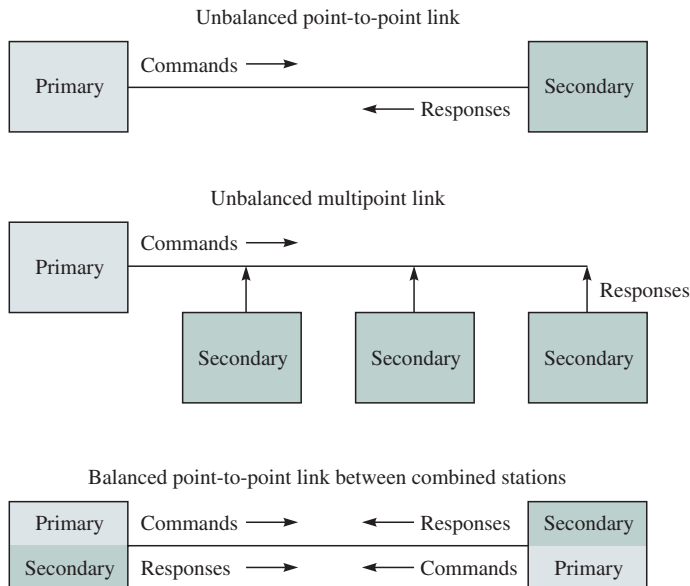 Unbalanced point-to-point link
Primary
Commands
Responses
Secondary
Unbalanced multipoint link
Primary
Commands
Responses
Secondary
Secondary
Secondary
Balanced point-to-point link between combined stations
Primary
Commands
Responses
Secondary
Secondary
Responses
Commands
Primary